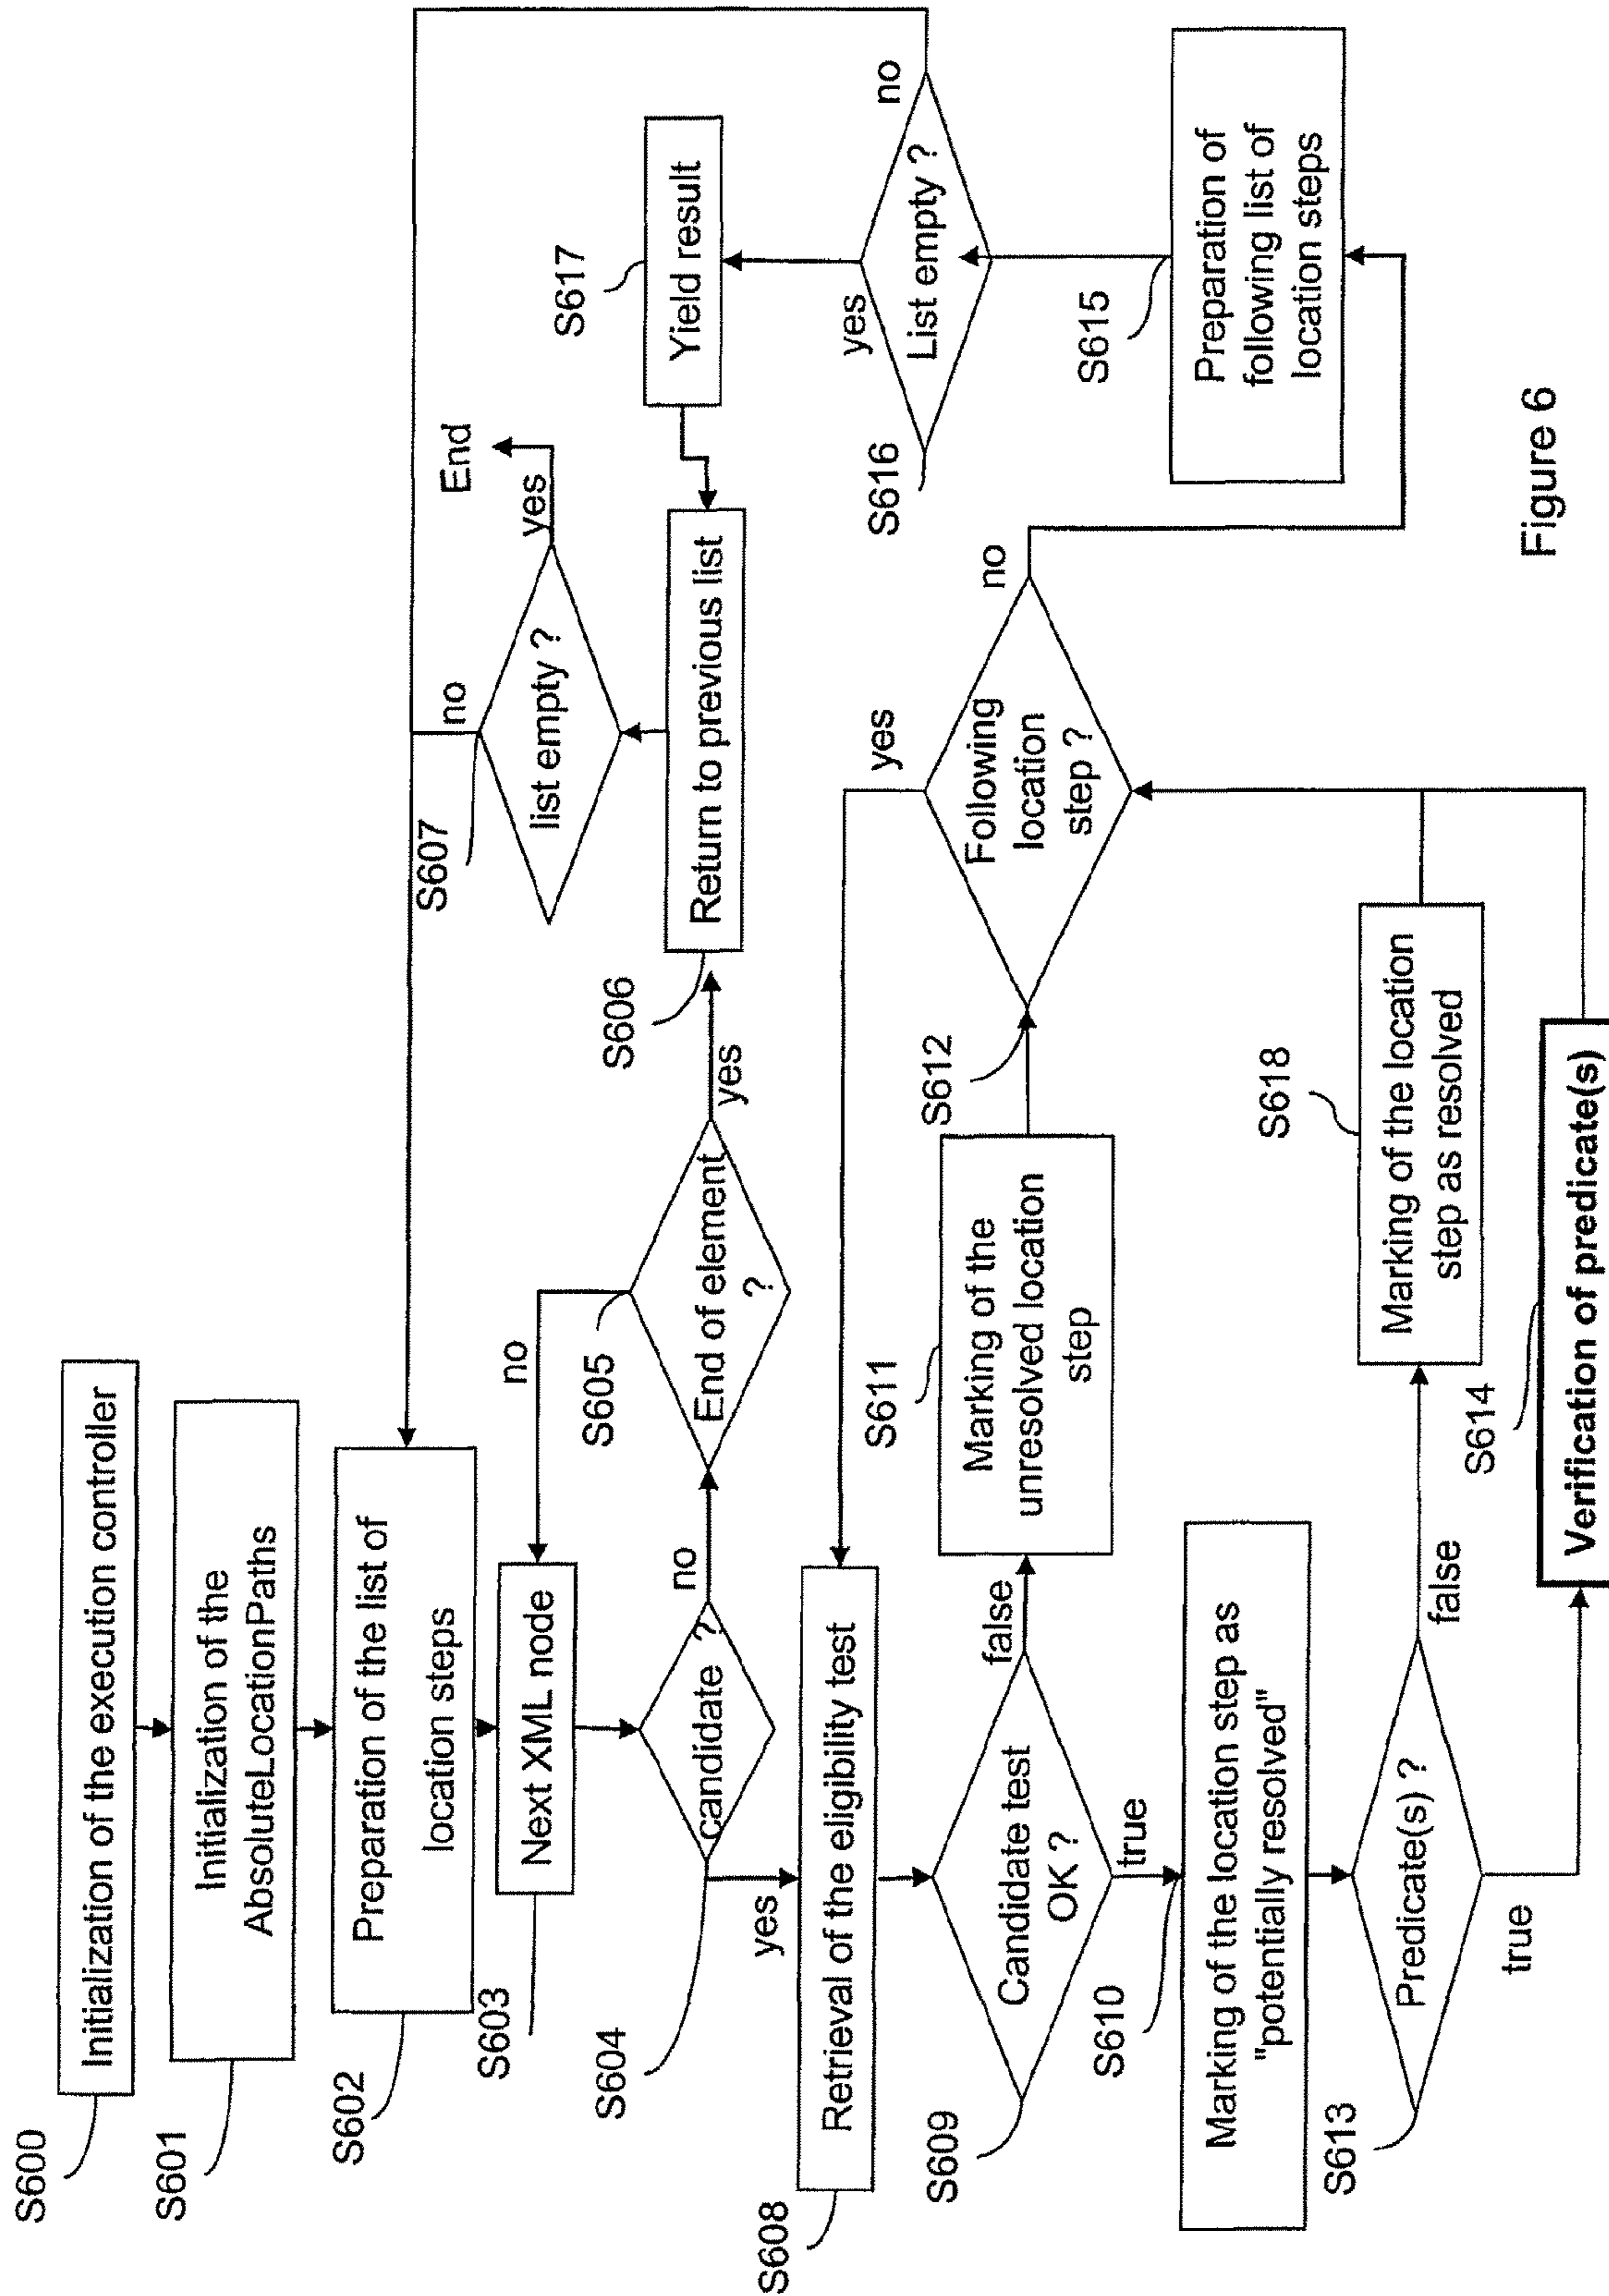 S600
Initialization of the execution controller
S601
Initialization of the
AbsoluteLocationPaths
S602
Preparation of the list of
location steps
S603
Next XML node
S604
candidate ?
no
yes
S605
End of element
?
no
yes
S606
Return to previous list
S607
list empty ?
no
yes
End
S617
Yield result
S616
List empty ?
yes
no
S615
Preparation of
following list of
location steps
S608
Retrieval of the eligibility test
S609
Candidate test
OK ?
false
true
S611
Marking of the
unresolved location
step
S612
Following
location
step ?
yes
no
S610
Marking of the location step as
"potentially resolved"
S613
Predicate(s) ?
false
true
S618
Marking of the location
step as resolved
S614
Verification of predicate(s)
Figure 6